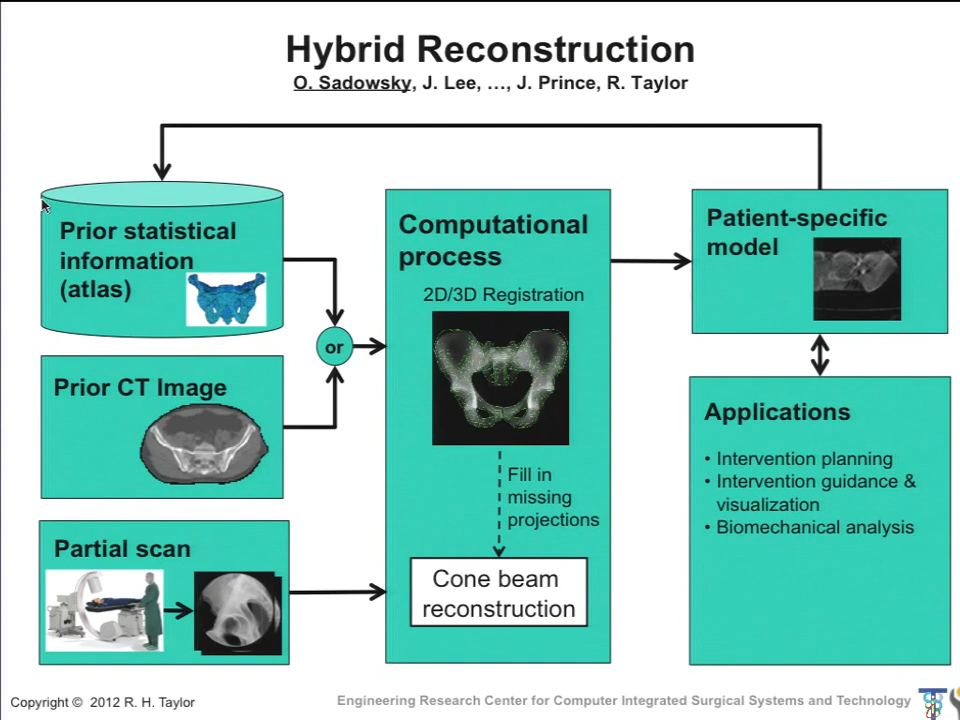 Hybrid Reconstruction
O. Sadowsky, J. Lee, …, J. Prince, R. Taylor
Prior statistical
information
(atlas)
or
Prior CT Image
Partial scan
Computational
process
2D/3D Registration
Fill in
missing
projections
Cone beam
reconstruction
Patient-specific
model
Applications
• Intervention planning
• Intervention guidance &
visualization
• Biomechanical analysis
Copyright © 2012 R. H. Taylor
Engineering Research Center for Computer Integrated Surgical Systems and Technology